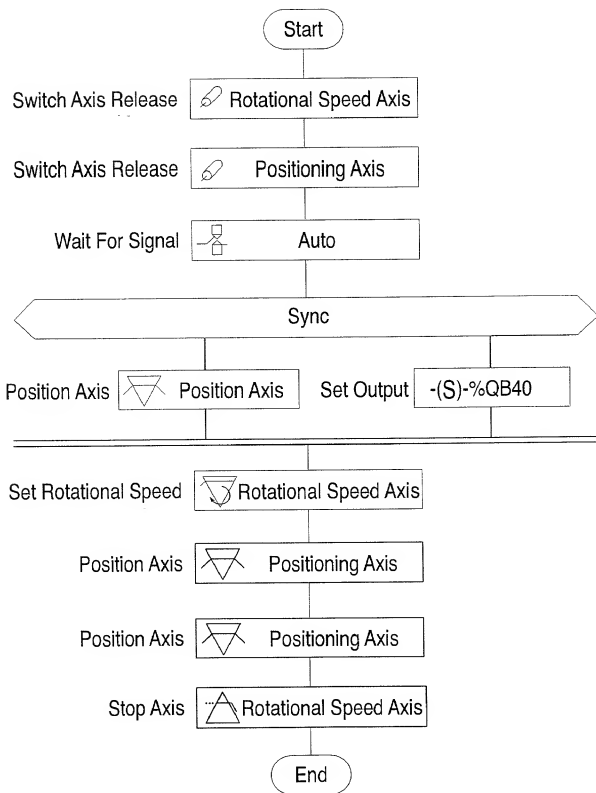 Start
Switch Axis Release Rotational Speed Axis
Switch Axis Release Positioning Axis
Wait For Signal Auto
Sync
Position Axis Position Axis Set Output -(S)-%QB40
Set Rotational Speed Rotational Speed Axis
Position Axis Positioning Axis
Position Axis Positioning Axis
Stop Axis Rotational Speed Axis
End